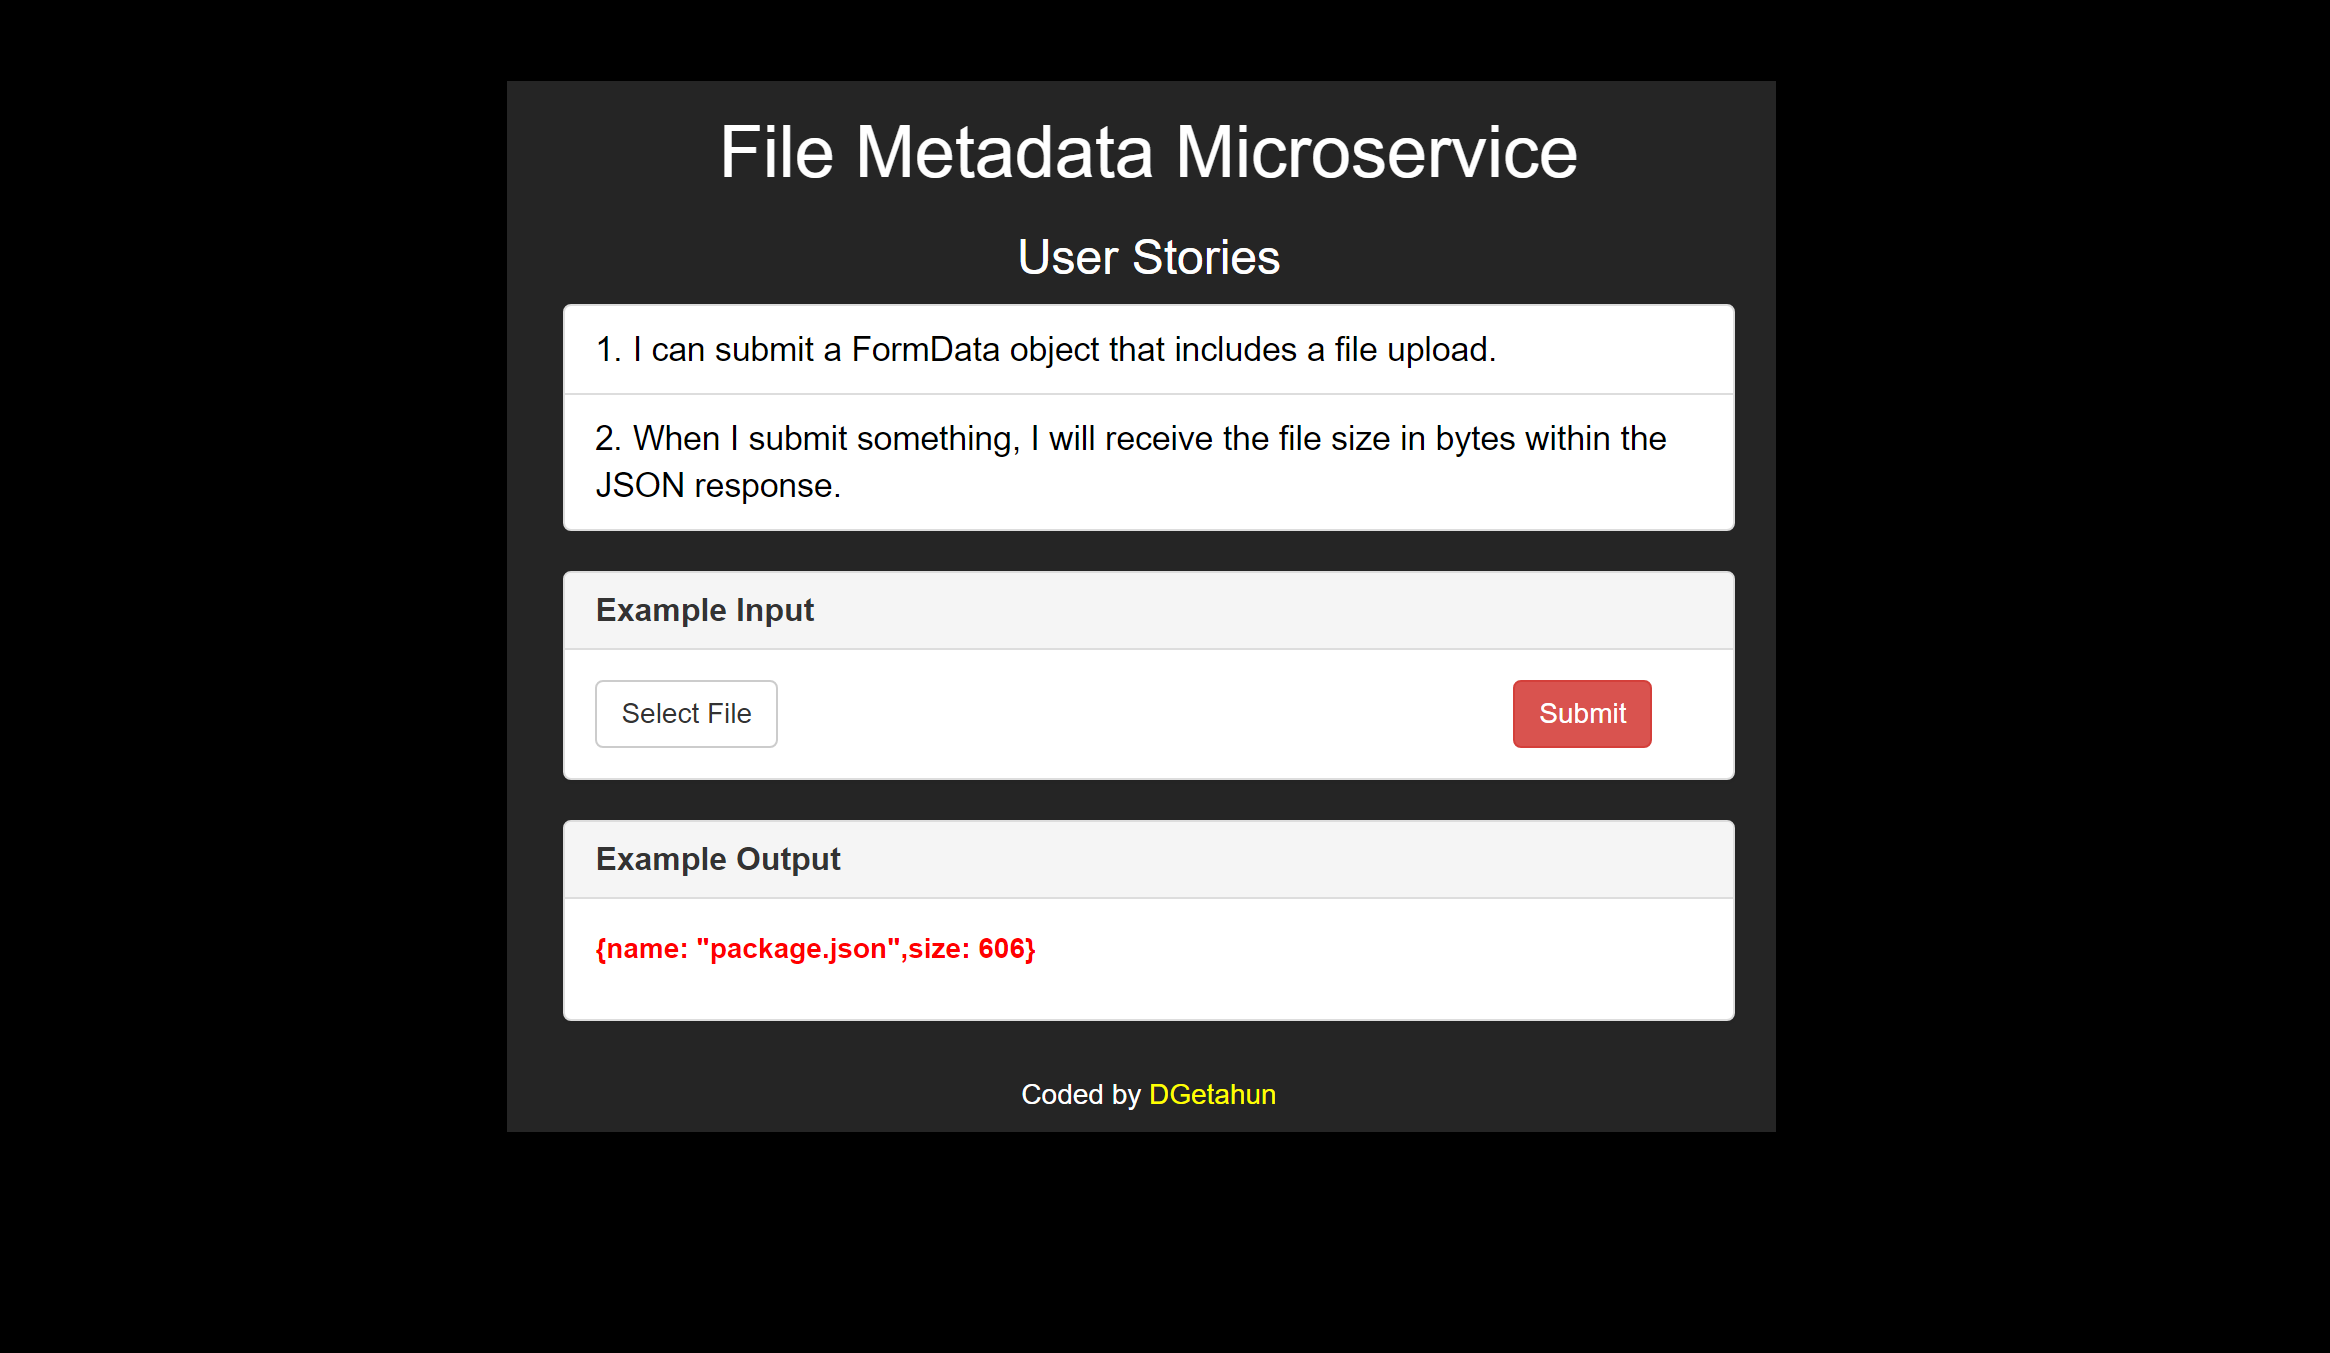 File Metadata Microservice
User Stories
1. I can submit a FormData object that includes a file upload.
2. When I submit something, I will receive the file size in bytes within the
JSON response.
Example Input
Select File
Submit
Example Output
{name: "package.json",size: 606}
Coded by DGetahun